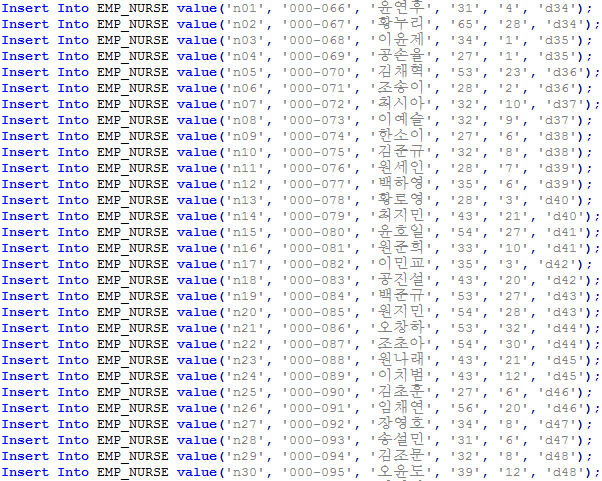 Insert Into EMP_NURSE value('n01', '000-066', '윤연후', '31', '4', 'd34');
Insert Into EMP_NURSE value('n02', '000-067', '황누리', '65', '28', 'd34');
Insert Into EMP_NURSE value('n03', '000-068', '이윤제', '34', '1', 'd35');
Insert Into EMP_NURSE value('n04', '000-069', '공손율', '27', '1', 'd35');
Insert Into EMP_NURSE value('n05', '000-070', '김채혁', '53', '23', 'd36');
Insert Into EMP_NURSE value('n06', '000-071', '조송이', '28', '2', 'd36');
Insert Into EMP_NURSE value('n07', '000-072', '최시아', '32', '10', 'd37');
Insert Into EMP_NURSE value('n08', '000-073', '이예슬', '32', '9', 'd37');
Insert Into EMP_NURSE value('n09', '000-074', '한소이', '27', '6', 'd38');
Insert Into EMP_NURSE value('n10', '000-075', '김준규', '32', '8', 'd38');
Insert Into EMP_NURSE value('n11', '000-076', '원세인', '28', '7', 'd39');
Insert Into EMP_NURSE value('n12', '000-077', '백하영', '35', '6', 'd39');
Insert Into EMP_NURSE value('n13', '000-078', '황로영', '28', '3', 'd40');
Insert Into EMP_NURSE value('n14', '000-079', '최지민', '43', '21', 'd40');
Insert Into EMP_NURSE value('n15', '000-080', '윤호일', '54', '27', 'd41');
Insert Into EMP_NURSE value('n16', '000-081', '원준희', '33', '10', 'd41');
Insert Into EMP_NURSE value('n17', '000-082', '이민교', '35', '3', 'd42');
Insert Into EMP_NURSE value('n18', '000-083', '공진설', '43', '20', 'd42');
Insert Into EMP_NURSE value('n19', '000-084', '백준규', '53', '27', 'd43');
Insert Into EMP_NURSE value('n20', '000-085', '원지민', '54', '28', 'd43');
Insert Into EMP_NURSE value('n21', '000-086', '오창하', '53', '32', 'd44');
Insert Into EMP_NURSE value('n22', '000-087', '조초아', '54', '30', 'd44');
Insert Into EMP_NURSE value('n23', '000-088', '원나래', '43', '21', 'd45');
Insert Into EMP_NURSE value('n24', '000-089', '이치범', '43', '12', 'd45');
Insert Into EMP_NURSE value('n25', '000-090', '김초훈', '27', '6', 'd46');
Insert Into EMP_NURSE value('n26', '000-091', '임채연', '56', '20', 'd46');
Insert Into EMP_NURSE value('n27', '000-092', '장영호', '34', '8', 'd47');
Insert Into EMP_NURSE value('n28', '000-093', '송설민', '31', '6', 'd47');
Insert Into EMP_NURSE value('n29', '000-094', '김조문', '32', '8', 'd48');
Insert Into EMP_NURSE value('n30', '000-095', '오윤도', '39', '12', 'd48');